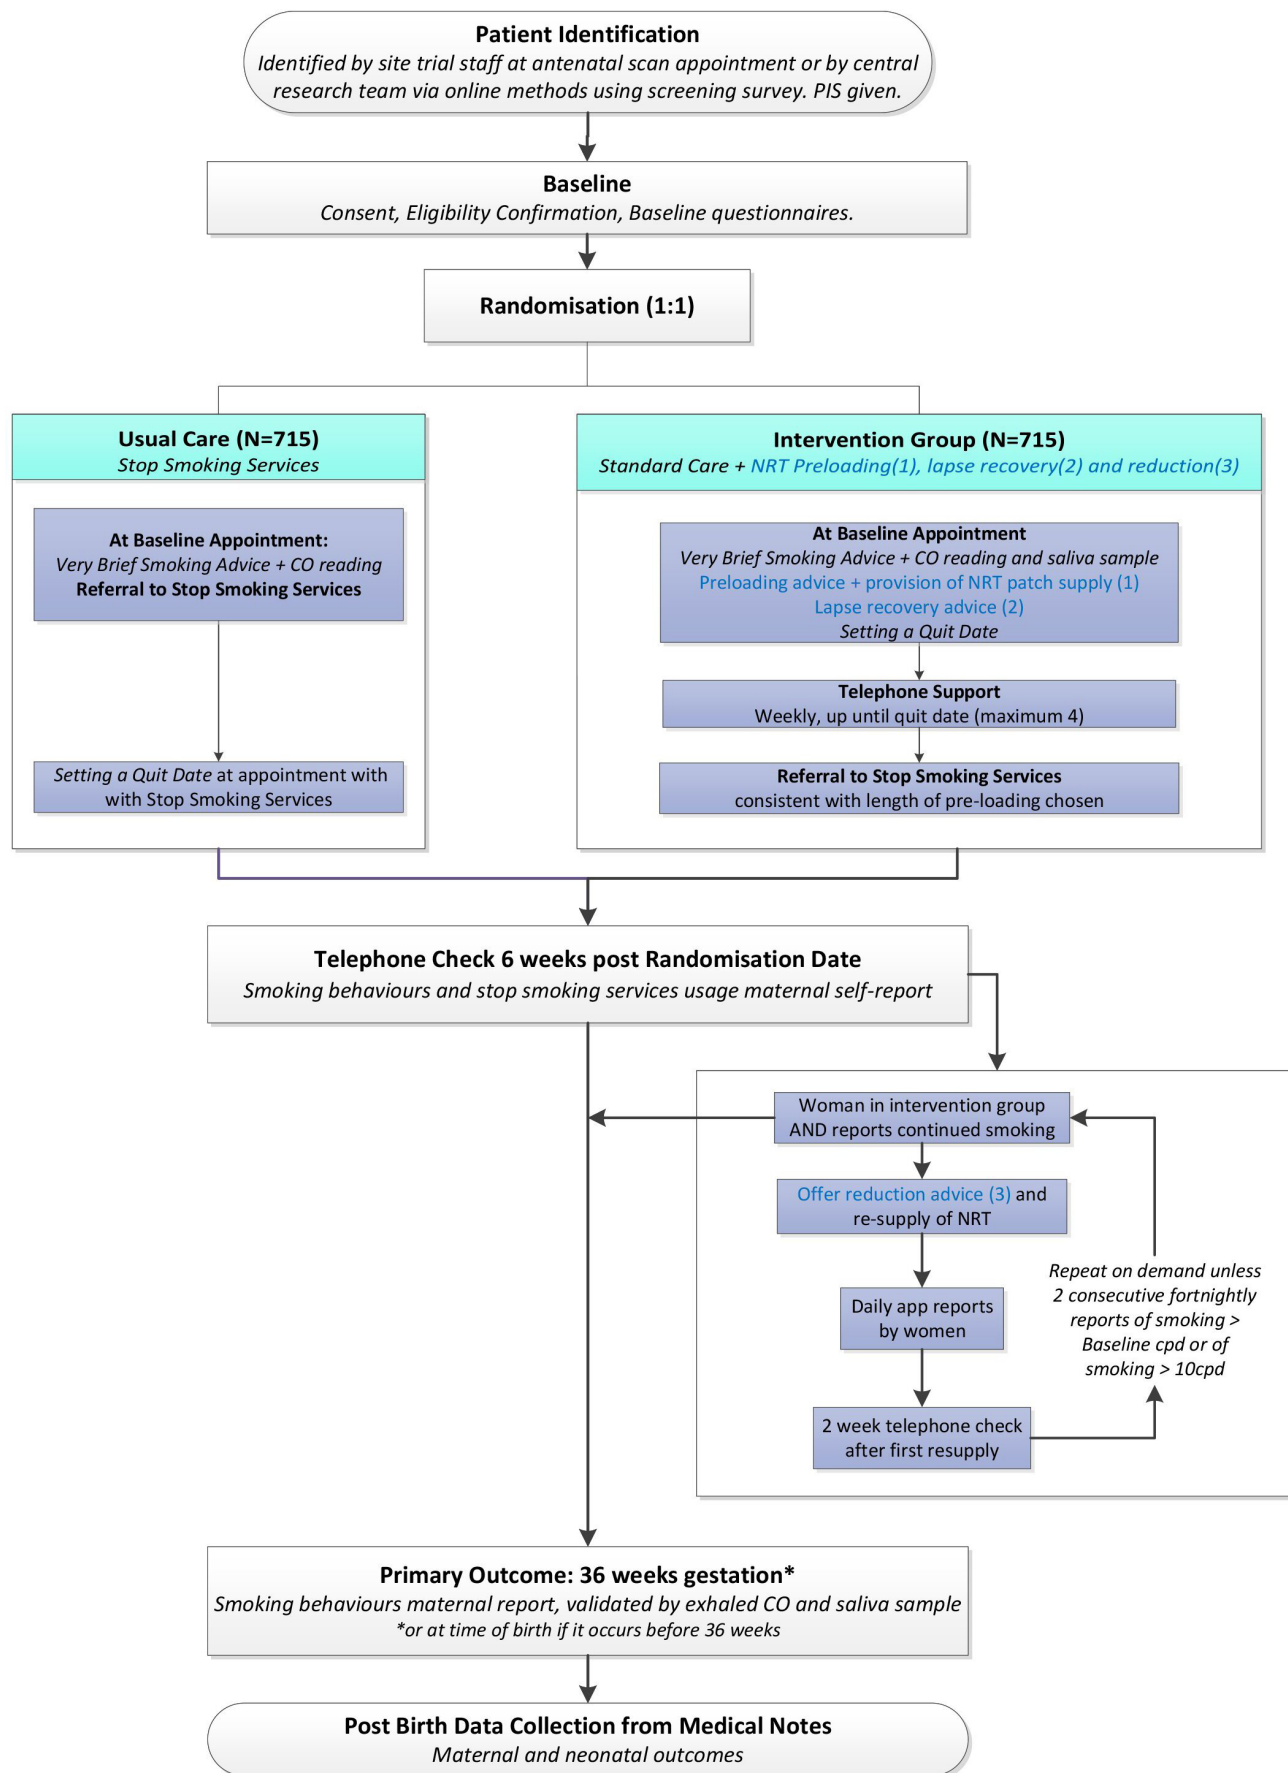 Patient Identification
Identified by site trial staff at antenatal scan appointment or by central
research team via online methods using screening survey. PIS given.
Baseline
Consent, Eligibility Confirmation, Baseline questionnaires.
Randomisation (1:1)
Usual Care (N=715)
Stop Smoking Services
At Baseline Appointment:
Very Brief Smoking Advice + CO reading
Referral to Stop Smoking Services
Setting a Quit Date at appointment with
with Stop Smoking Services
Intervention Group (N=715)
Standard Care + NRT Preloading(1), lapse recovery(2) and reduction(3)
At Baseline Appointment
Very Brief Smoking Advice + CO reading and saliva sample
Preloading advice + provision of NRT patch supply (1)
Lapse recovery advice (2)
Setting a Quit Date
Telephone Support
Weekly, up until quit date (maximum 4)
Referral to Stop Smoking Services
consistent with length of pre-loading chosen
Telephone Check 6 weeks post Randomisation Date
Smoking behaviours and stop smoking services usage maternal self-report
Woman in intervention group
AND reports continued smoking
Offer reduction advice (3) and
re-supply of NRT
Daily app reports
by women
2 week telephone check
after first resupply
Repeat on demand unless
2 consecutive fortnightly
reports of smoking >
Baseline cpd or of
smoking > 10cpd
Primary Outcome: 36 weeks gestation*
Smoking behaviours maternal report, validated by exhaled CO and saliva sample
*or at time of birth if it occurs before 36 weeks
Post Birth Data Collection from Medical Notes
Maternal and neonatal outcomes